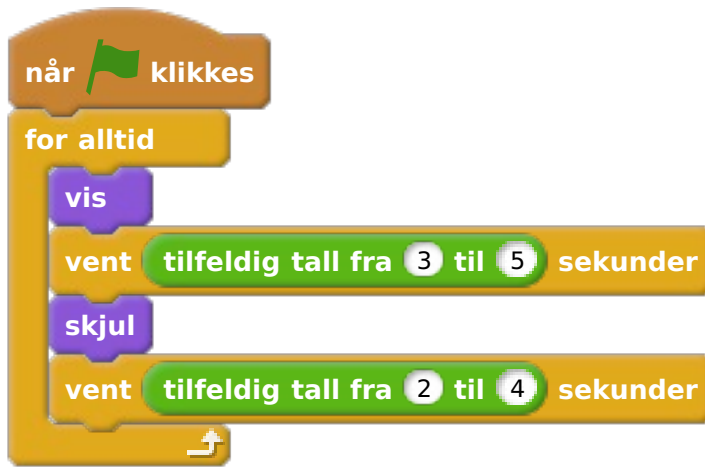 når klikkes
for alltid
vis
vent tilfeldig tall fra 3 til 5 sekunder
skjul
vent tilfeldig tall fra 2 til 4 sekunder